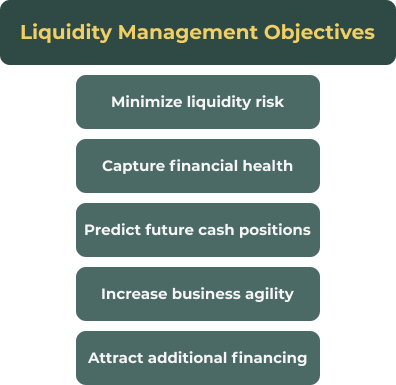 Liquidity Management Objectives
Minimize liquidity risk
Capture financial health
Predict future cash positions
Increase business agility
Attract additional financing